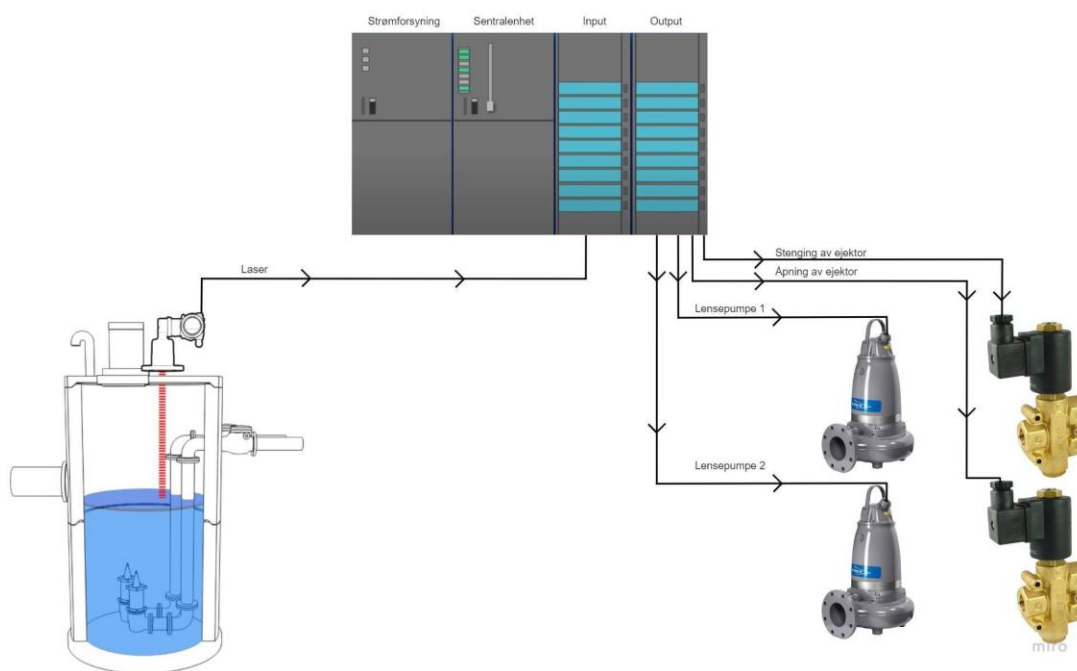 Strømforsyning
Sentralenhet
Input
Output
Stenging av ejektor
Åpning av ejektor
Laser
Lensepumpe 1
Lensepumpe 2
miro